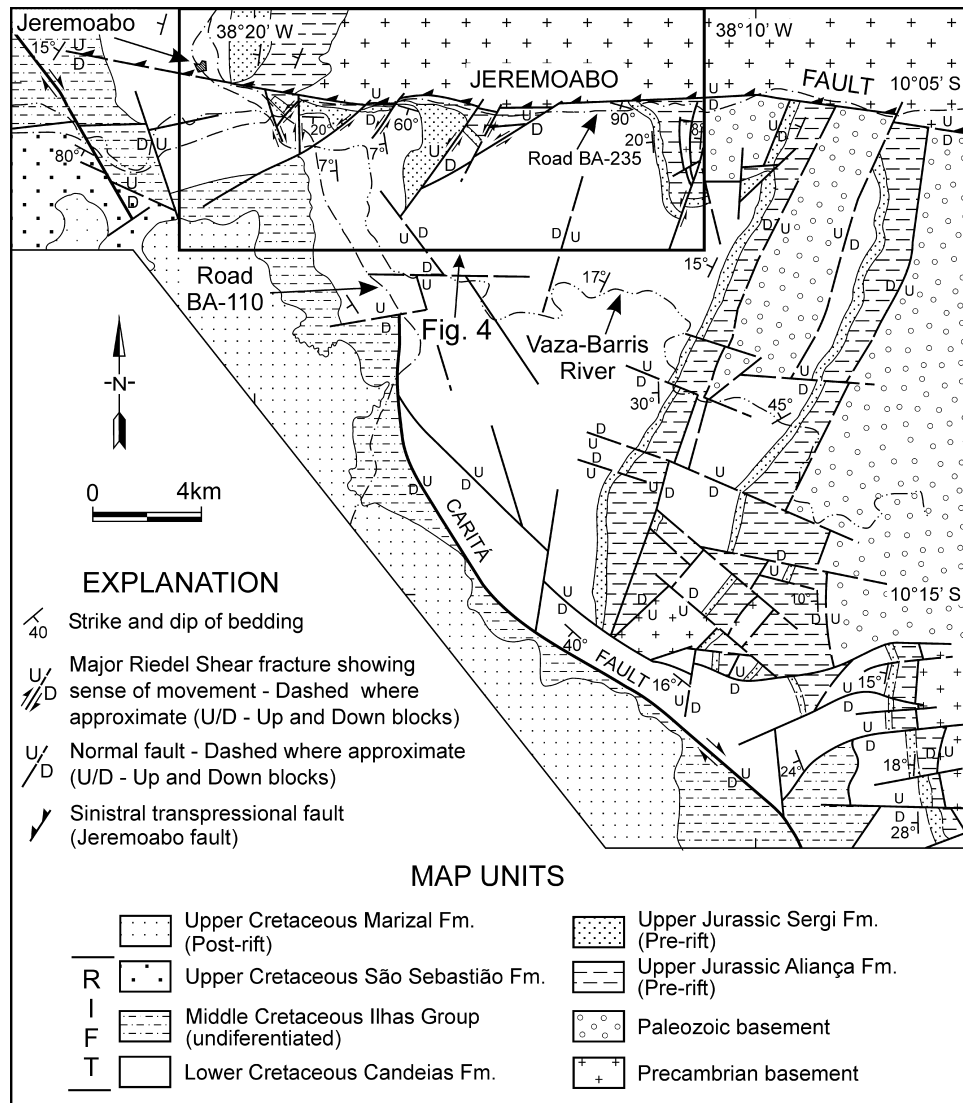 Jeremoabo
38°20' W
38°10' W
15°
U
D
JEREMOABO
FAULT
10°05' S
U
D
U
D
20°
60°
90°
20°
8°
Road BA-235
80°
D
U
7°
7°
U
D
U
D
U
D
U
D
D
U
15°
Road
BA-110
D
U
U
D
Fig. 4
17°
Vaza-Barris
River
-N-
U
D
30°
45°
0
4km
U
D
U
D
CARITÁ
U
D
D
U
EXPLANATION
10°15' S
10°
40
Strike and dip of bedding
U
D
40°
FAULT
16°
U
D
15°
U
D
Major Riedel Shear fracture showing
sense of movement - Dashed where
approximate (U/D - Up and Down blocks)
U
D
Normal fault - Dashed where approximate
(U/D - Up and Down blocks)
24°
18°
D
U
U
D
28°
Sinistral transpressional fault
(Jeremoabo fault)
MAP UNITS
Upper Cretaceous Marizal Fm.
(Post-rift)
RIFT
Upper Cretaceous São Sebastião Fm.
Middle Cretaceous Ilhas Group
(undiferentiated)
Lower Cretaceous Candeias Fm.
Upper Jurassic Sergi Fm.
(Pre-rift)
Upper Jurassic Aliança Fm.
(Pre-rift)
Paleozoic basement
Precambrian basement